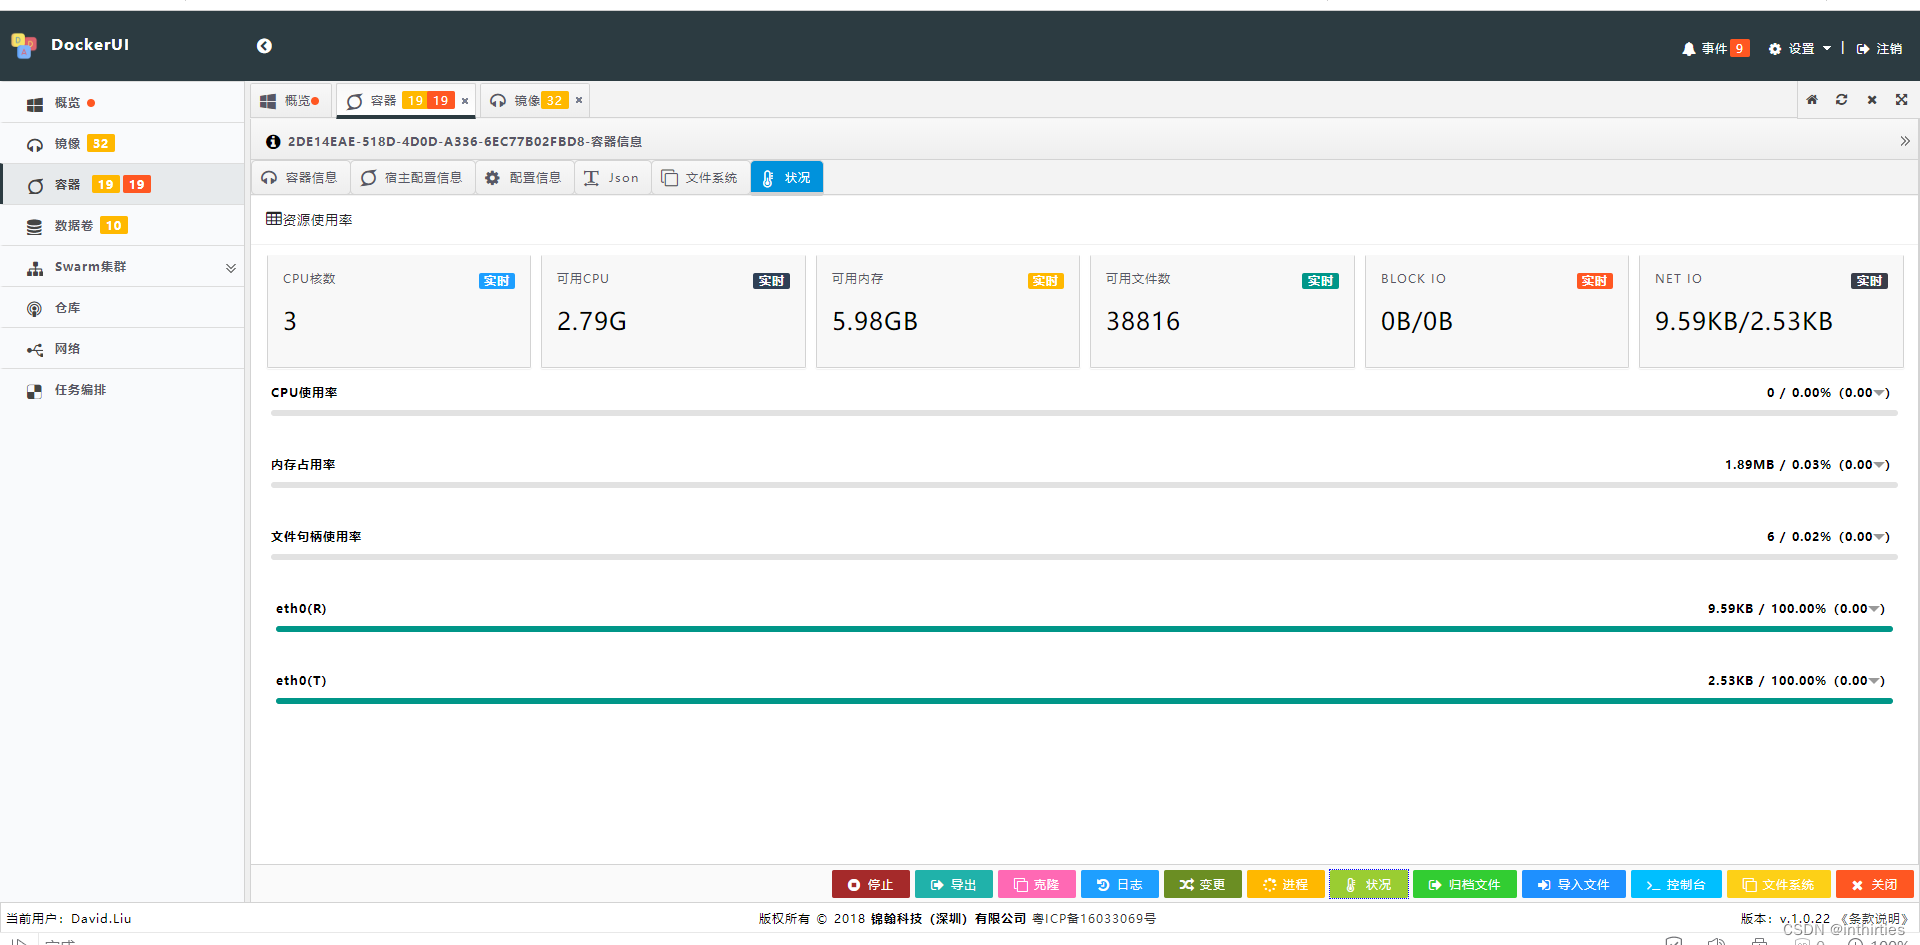 DockerUI
事件 9 设置 | 注销
概览
镜像 32
容器 19 19
数据卷 10
Swarm集群
仓库
网络
任务编排
概览 容器 19 19 × 镜像 32 ×
2DE14EAE-518D-4D0D-A336-6EC77B02FBD8-容器信息
容器信息 宿主配置信息 配置信息 Json 文件系统 状况
资源使用率
CPU核数 实时
3
可用CPU 实时
2.79G
可用内存 实时
5.98GB
可用文件数 实时
38816
BLOCK IO 实时
0B/0B
NET IO 实时
9.59KB/2.53KB
CPU使用率 0 / 0.00% (0.00)
内存占用率 1.89MB / 0.03% (0.00)
文件句柄使用率 6 / 0.02% (0.00)
eth0(R) 9.59KB / 100.00% (0.00)
eth0(T) 2.53KB / 100.00% (0.00)
停止 导出 克隆 日志 变更 进程 状况 归档文件 导入文件 控制台 文件系统 关闭
当前用户：David.Liu 版权所有 © 2018 锦翰科技（深圳）有限公司 粤ICP备16033069号 版本：v.1.0.22 《条款说明》
CSDN @inthirties